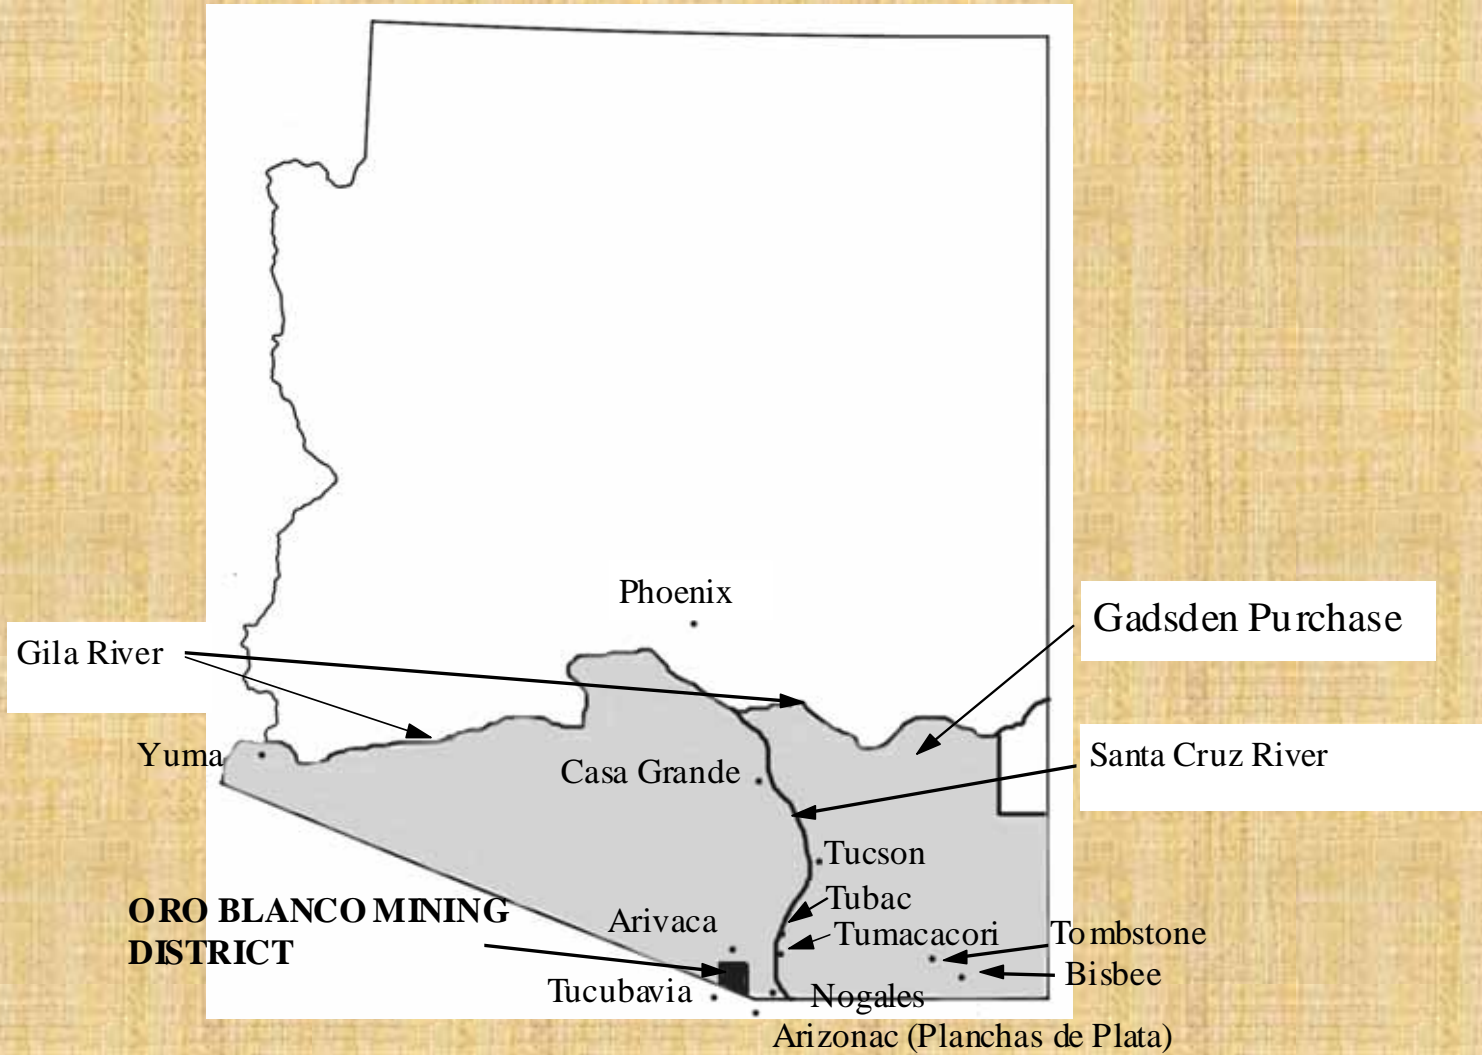 Phoenix
Gadsden Purchase
Gila River
Yuma
Santa Cruz River
Casa Grande
Tucson
Tubac
ORO BLANCO MINING
DISTRICT
Arivaca
Tumacacori
Tombstone
Bisbee
Tucubavia
Nogales
Arizonac (Planchas de Plata)